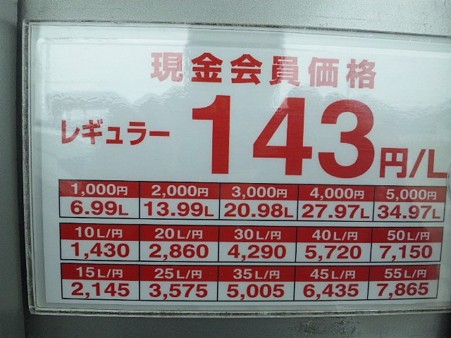 現金会員価格
レギュラー 143円/L
1,000円 2,000円 3,000円 4,000円 5,000円
6.99L 13.99L 20.98L 27.97L 34.97L
10L/円 20L/円 30L/円 40L/円 50L/円
1,430 2,860 4,290 5,720 7,150
15L/円 25L/円 35L/円 45L/円 55L/円
2,145 3,575 5,005 6,435 7,865